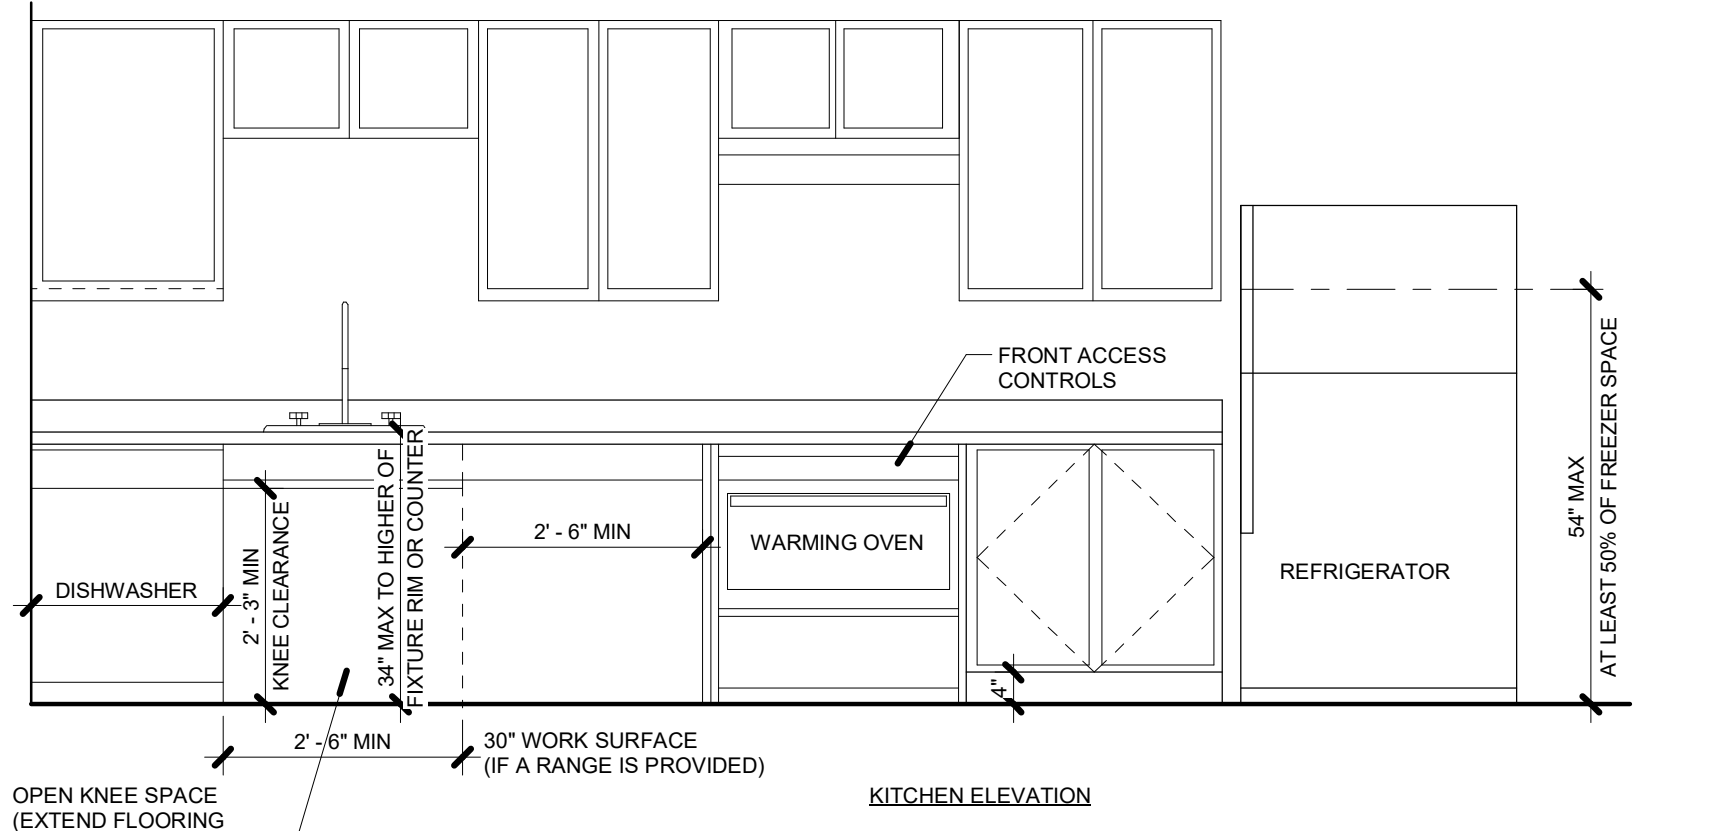 FRONT ACCESS
CONTROLS
54" MAX
AT LEAST 50% OF FREEZER SPACE
34" MAX TO HIGHER OF
FIXTURE RIM OR COUNTER
2' - 3" MIN
KNEE CLEARANCE
2' - 6" MIN
WARMING OVEN
DISHWASHER
REFRIGERATOR
4"
2' - 6" MIN
30" WORK SURFACE
(IF A RANGE IS PROVIDED)
OPEN KNEE SPACE
(EXTEND FLOORING
KITCHEN ELEVATION